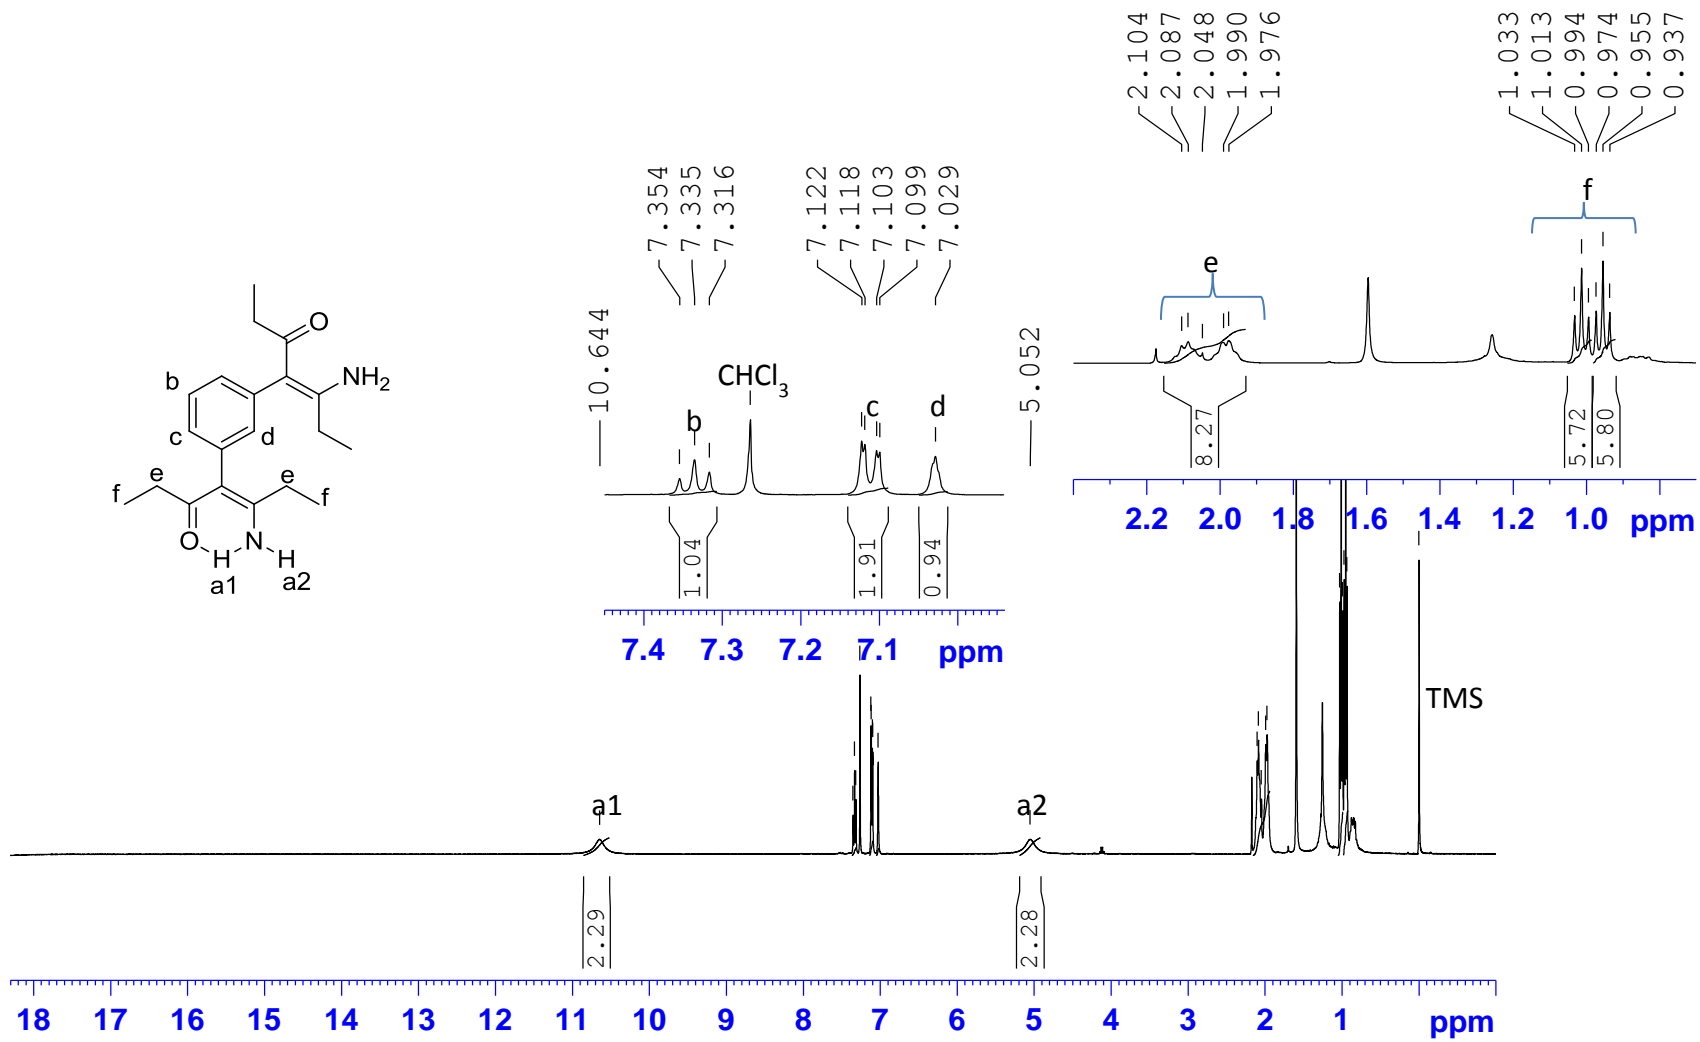 2.104
2.087
2.048
1.990
1.976
1.033
1.013
0.994
0.974
0.955
0.937
7.354
7.335
7.316
7.122
7.118
7.103
7.099
7.029
f
e
O
NH2
b
c
d
e
e
f
f
O
H
N
H
a1
a2
10.644
CHCl3
5.052
b
c
d
1.04
1.91
0.94
8.27
5.72
5.80
2.2 2.0 1.8 1.6 1.4 1.2 1.0 ppm
7.4 7.3 7.2 7.1 ppm
TMS
a1
a2
2.29
2.28
18 17 16 15 14 13 12 11 10 9 8 7 6 5 4 3 2 1 ppm